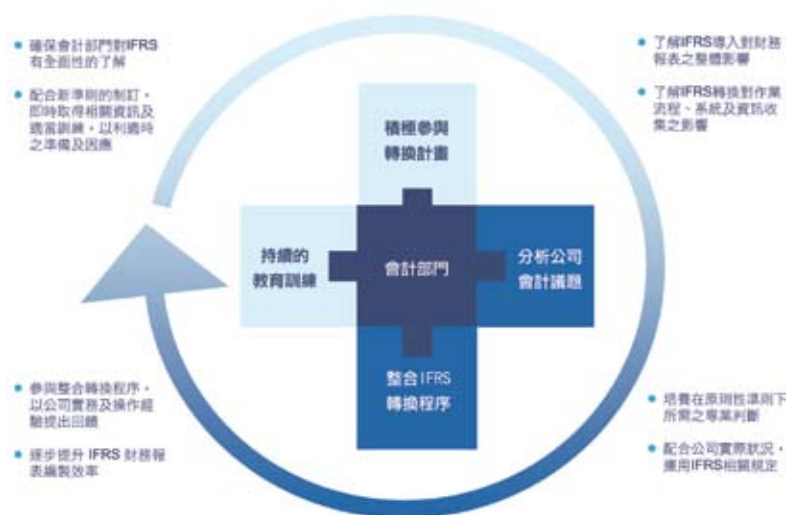 確保會計部門對IFRS
有全面性的了解
配合新準則的制訂，
即時取得相關資訊及
適當訓練，以利適時
之準備及因應
了解IFRS導入對財務
報表之整體影響
了解IFRS轉換對作業
流程、系統及資訊收
集之影響
積極參與
轉換計畫
持續的
教育訓練
會計部門
分析公司
會計議題
整合IFRS
轉換程序
參與整合轉換程序，
以公司實務及操作經
驗提出回饋
逐步提升 IFRS 財務報
表編製效率
培養在原則性準則下
所需之專業判斷
配合公司實際狀況，
應用IFRS相關規定